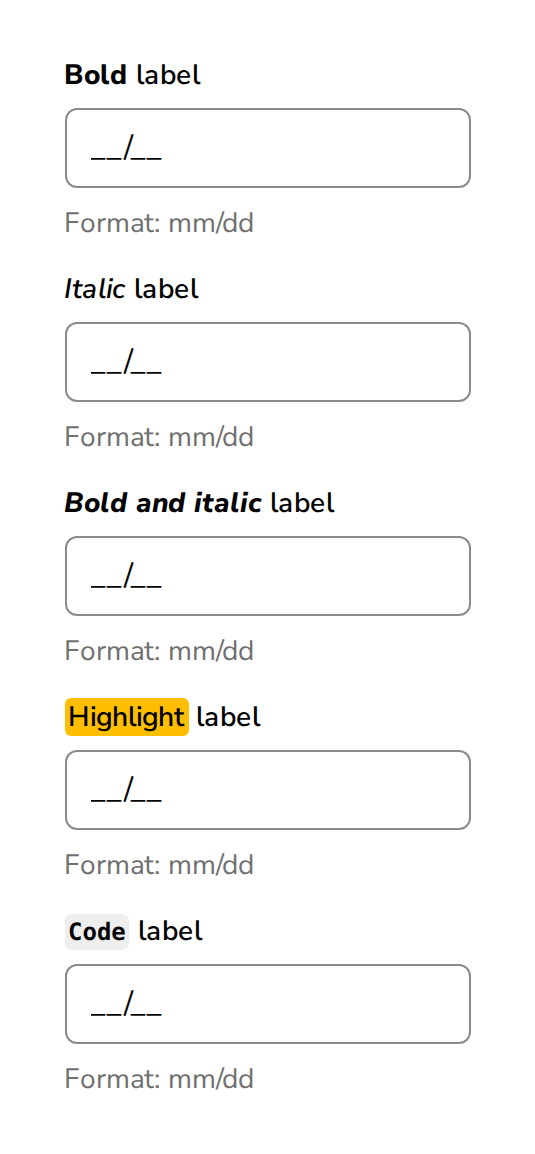 Bold label
__/__
Format: mm/dd
Italic label
__/__
Format: mm/dd
Bold and italic label
__/__
Format: mm/dd
Highlight label
__/__
Format: mm/dd
Code label
__/__
Format: mm/dd